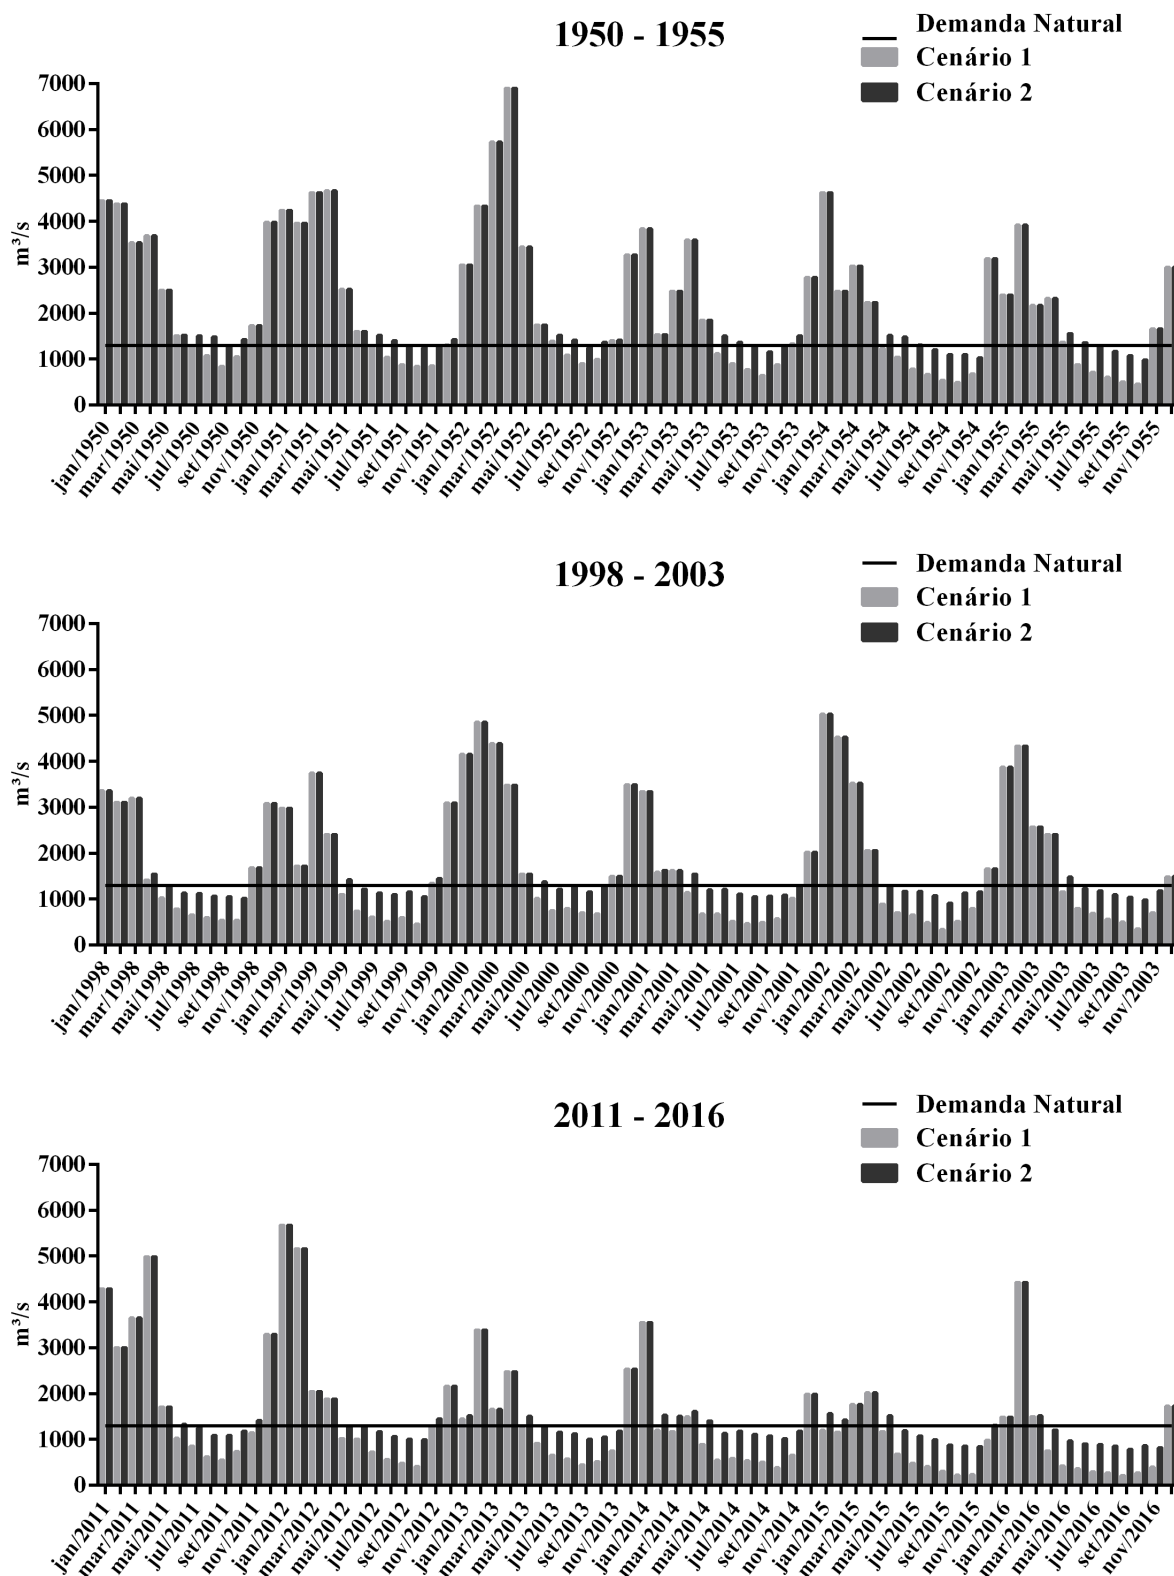 1950 - 1955
Demanda Natural
Cenário 1
Cenário 2
m³/s
7000
6000
5000
4000
3000
2000
1000
0
jan/1950
mar/1950
mai/1950
jul/1950
set/1950
nov/1950
jan/1951
mar/1951
mai/1951
jul/1951
set/1951
nov/1951
jan/1952
mar/1952
mai/1952
jul/1952
set/1952
nov/1952
jan/1953
mar/1953
mai/1953
jul/1953
set/1953
nov/1953
jan/1954
mar/1954
mai/1954
jul/1954
set/1954
nov/1954
jan/1955
mar/1955
mai/1955
jul/1955
set/1955
nov/1955
1998 - 2003
Demanda Natural
Cenário 1
Cenário 2
m³/s
7000
6000
5000
4000
3000
2000
1000
0
jan/1998
mar/1998
mai/1998
jul/1998
set/1998
nov/1998
jan/1999
mar/1999
mai/1999
jul/1999
set/1999
nov/1999
jan/2000
mar/2000
mai/2000
jul/2000
set/2000
nov/2000
jan/2001
mar/2001
mai/2001
jul/2001
set/2001
nov/2001
jan/2002
mar/2002
mai/2002
jul/2002
set/2002
nov/2002
jan/2003
mar/2003
mai/2003
jul/2003
set/2003
nov/2003
2011 - 2016
Demanda Natural
Cenário 1
Cenário 2
m³/s
7000
6000
5000
4000
3000
2000
1000
0
jan/2011
mar/2011
mai/2011
jul/2011
set/2011
nov/2011
jan/2012
mar/2012
mai/2012
jul/2012
set/2012
nov/2012
jan/2013
mar/2013
mai/2013
jul/2013
set/2013
nov/2013
jan/2014
mar/2014
mai/2014
jul/2014
set/2014
nov/2014
jan/2015
mar/2015
mai/2015
jul/2015
set/2015
nov/2015
jan/2016
mar/2016
mai/2016
jul/2016
set/2016
nov/2016